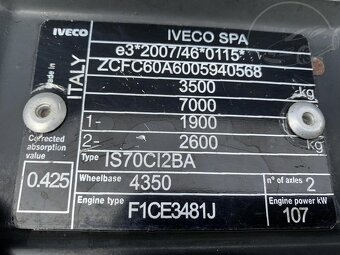 IVECO
IVECO SPA
e3*2007/46*0115*
ZCFC60A6005940568
Made in
ITALY
3500 kg
7000
1- 1900
2- 2600 kg
Corrected absorption value
0.425
Type IS70CI2BA
Wheelbase 4350
n° of axles 2
Engine type F1CE3481J
Engine power kW 107